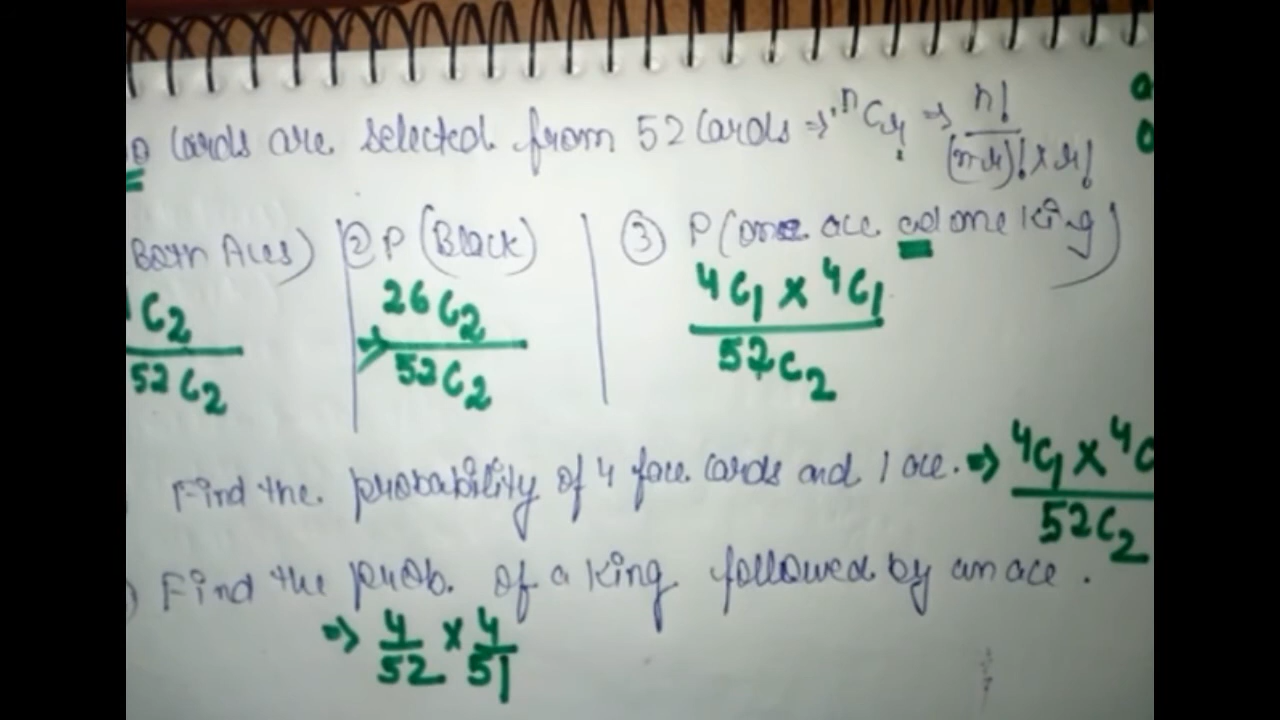 o Cards are selected from 52 Cards ⇒ ⁿCr ⇒ n! / (n-r)! × r!
Both Aces) ② P (Black) ③ P (one ace and one King)
C2 / 52C2 ⇒ 26C2 / 52C2 4C1 × 4C1 / 52C2
Find the probability of 4 face cards and 1 ace. ⇒ 4C1 × 4C / 52C2
) Find the prob. of a King followed by an ace.
⇒ 4/52 × 4/51